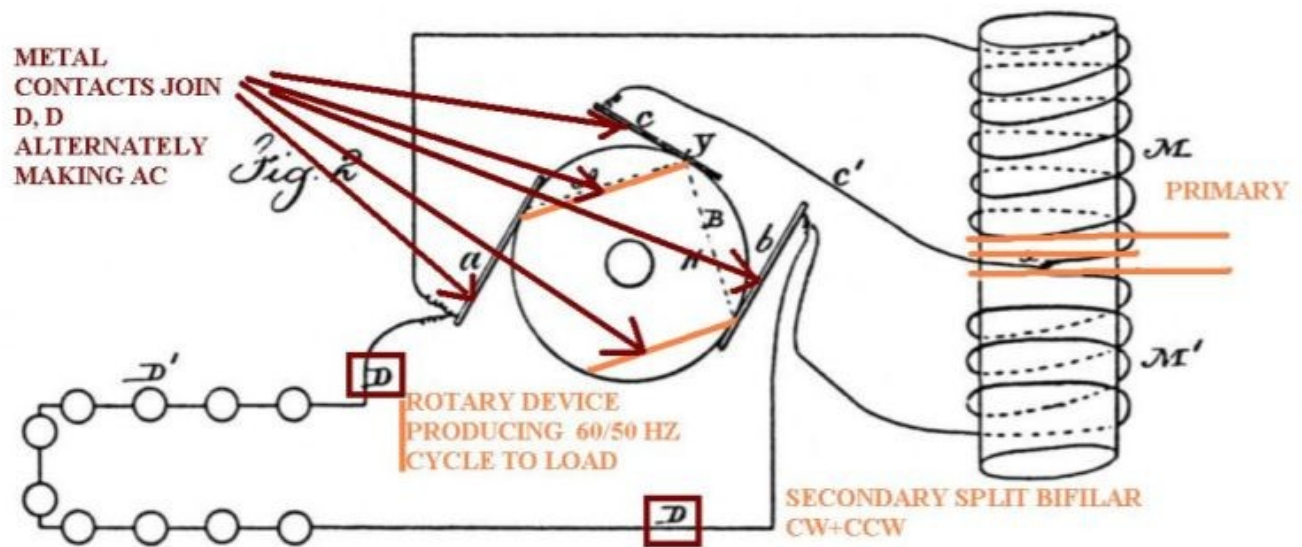 METAL
CONTACTS JOIN
D, D
ALTERNATELY
MAKING AC
Fig. 2
c
y
c'
a
B
b
h
M
PRIMARY
x
M'
D'
D
ROTARY DEVICE
PRODUCING 60/50 HZ
CYCLE TO LOAD
SECONDARY SPLIT BIFILAR
CW+CCW
D